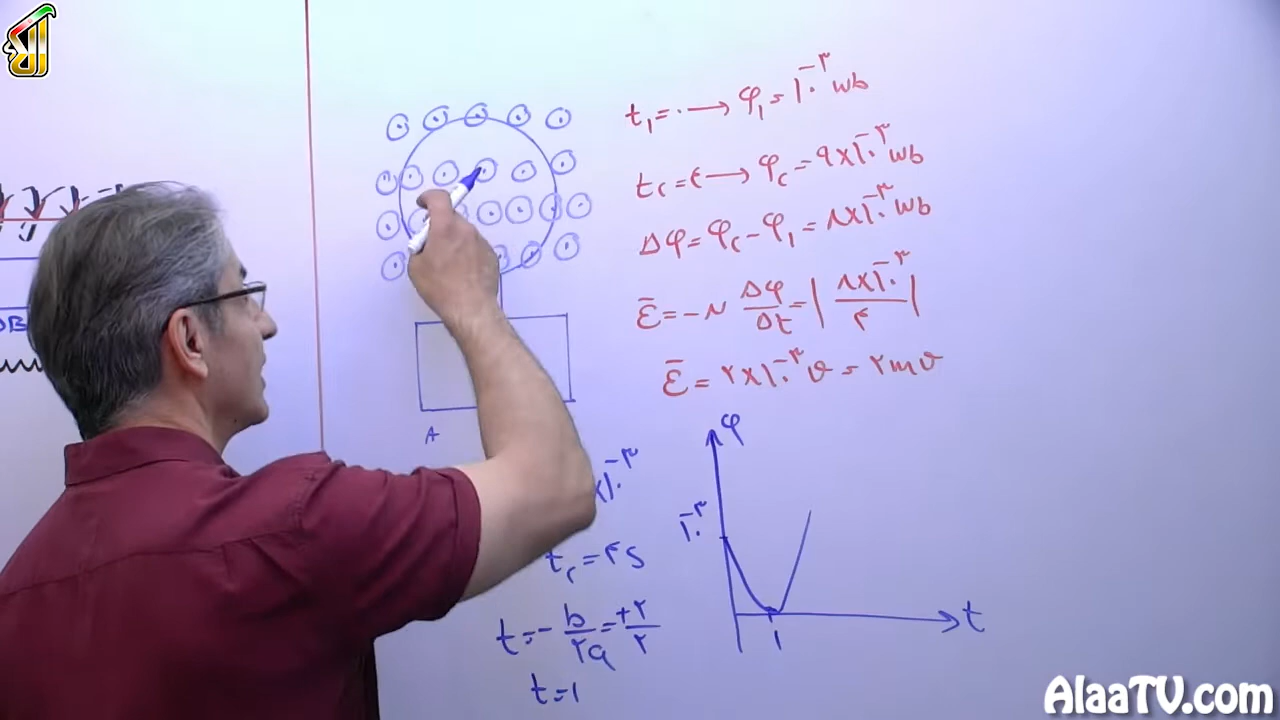 t₁=۰ → φ₁=۱۰⁻³ wb
t₂=۴ → φ₂=۹×۱۰⁻³ wb
Δφ=φ₂-φ₁=۸×۱۰⁻³ wb
ε̄=-N Δφ/Δt=|۸×۱۰⁻³/۴|
ε̄=۲×۱۰⁻³ v=۲mv
A
×۱۰⁻³
t₂=۴s
t=-b/۲a=+۲/۲
t=۱
φ
۱۰⁻³
۱
t
AlaaTV.com